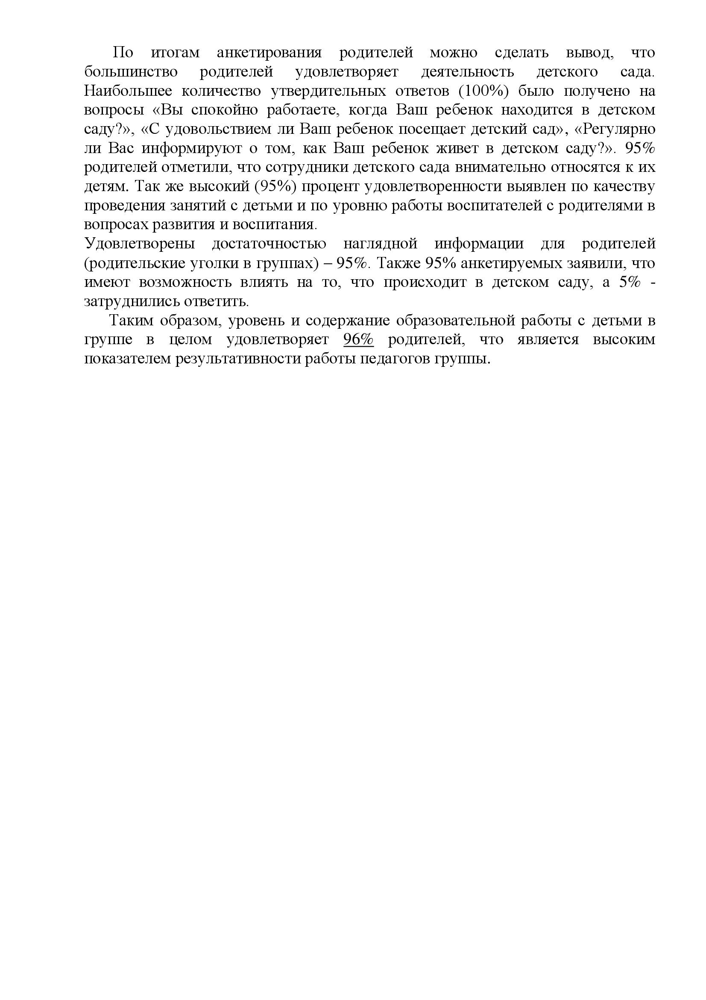 По итогам анкетирования родителей можно сделать вывод, что
большинство родителей удовлетворяет деятельность детского сада.
Наибольшее количество утвердительных ответов (100%) было получено на
вопросы «Вы спокойно работаете, когда Ваш ребенок находится в детском
саду?», «С удовольствием ли Ваш ребенок посещает детский сад», «Регулярно
ли Вас информируют о том, как Ваш ребенок живет в детском саду?». 95%
родителей отметили, что сотрудники детского сада внимательно относятся к их
детям. Так же высокий (95%) процент удовлетворенности выявлен по качеству
проведения занятий с детьми и по уровню работы воспитателей с родителями в
вопросах развития и воспитания.
Удовлетворены достаточностью наглядной информации для родителей
(родительские уголки в группах) – 95%. Также 95% анкетируемых заявили, что
имеют возможность влиять на то, что происходит в детском саду, а 5% -
затруднились ответить.
Таким образом, уровень и содержание образовательной работы с детьми в
группе в целом удовлетворяет 96% родителей, что является высоким
показателем результативности работы педагогов группы.